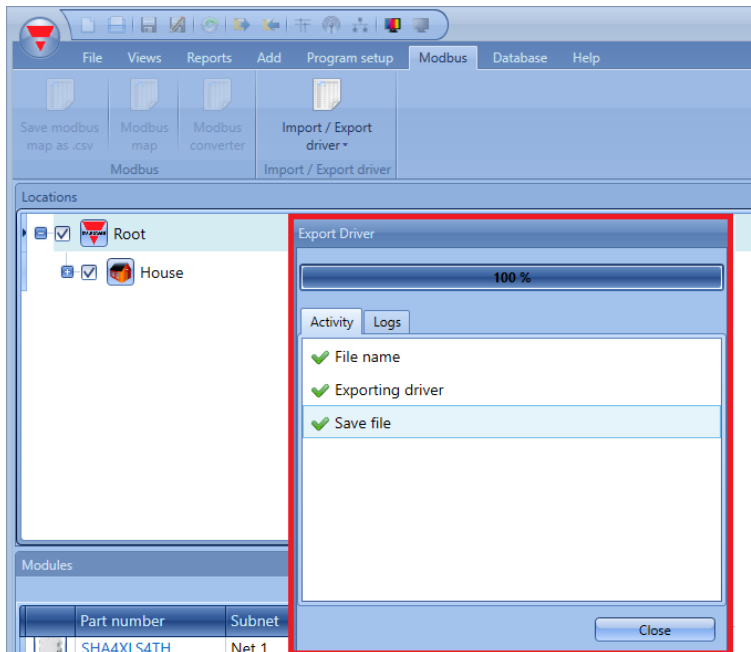 File Views Reports Add Program setup Modbus Database Help
Save modbus map as .csv
Modbus map
Modbus converter
Import / Export driver
Modbus
Import / Export driver
Locations
Root
House
Export Driver
100 %
Activity Logs
File name
Exporting driver
Save file
Close
Modules
Part number Subnet
SHA4XLS4TH Net 1